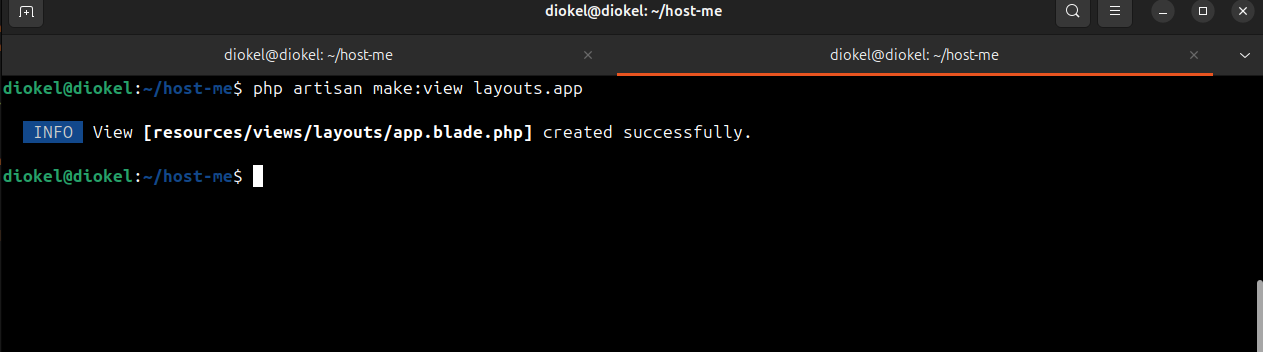 diokel@diokel: ~/host-me
diokel@diokel: ~/host-me
diokel@diokel: ~/host-me
diokel@diokel:~/host-me$ php artisan make:view layouts.app
INFO View [resources/views/layouts/app.blade.php] created successfully.
diokel@diokel:~/host-me$